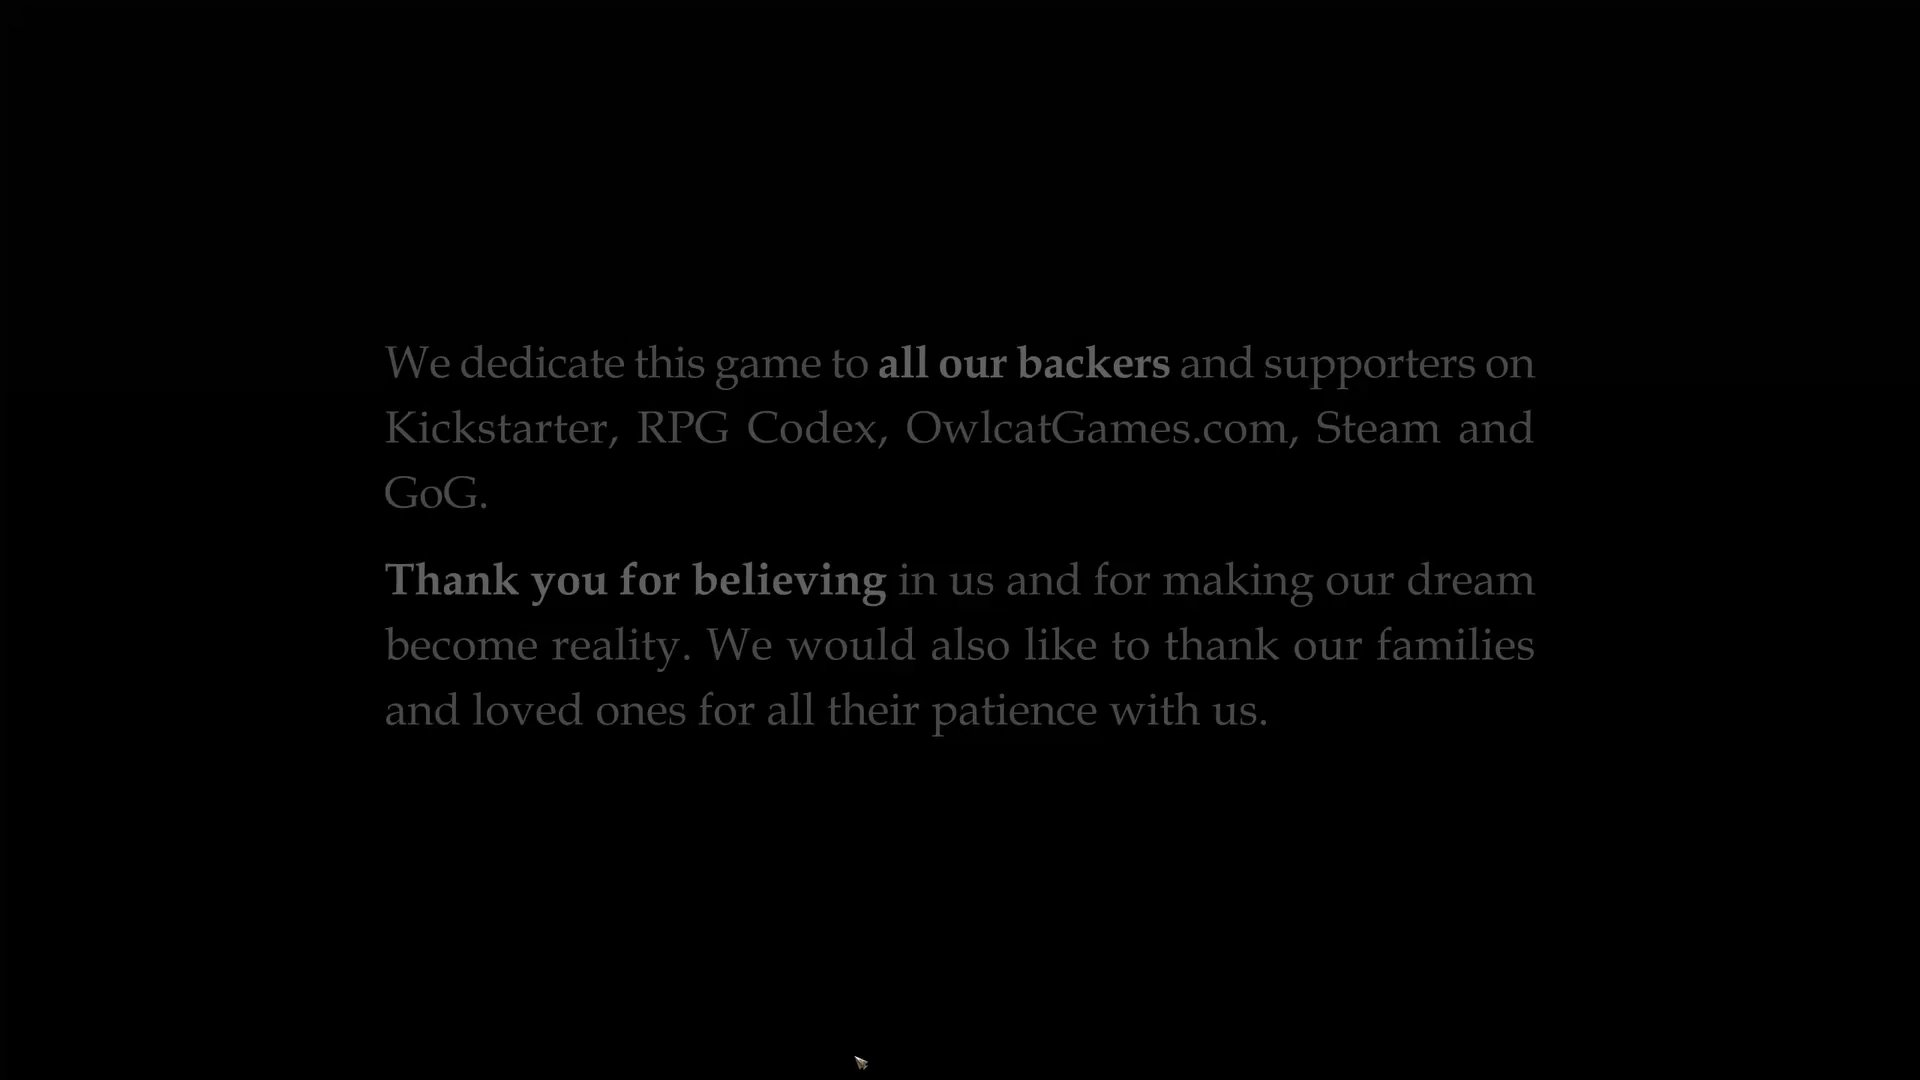 We dedicate this game to all our backers and supporters on
Kickstarter, RPG Codex, OwlcatGames.com, Steam and
GoG.
Thank you for believing in us and for making our dream
become reality. We would also like to thank our families
and loved ones for all their patience with us.